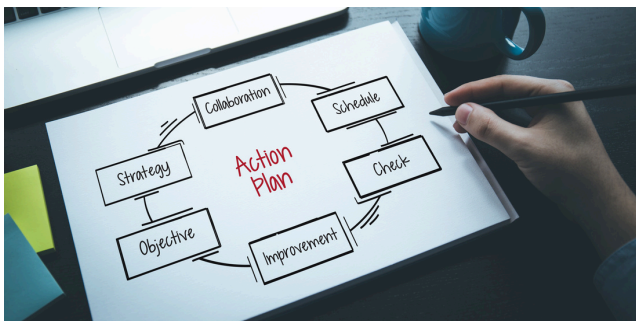 Collaboration
Schedule
Strategy
Action
Plan
Check
Objective
Improvement